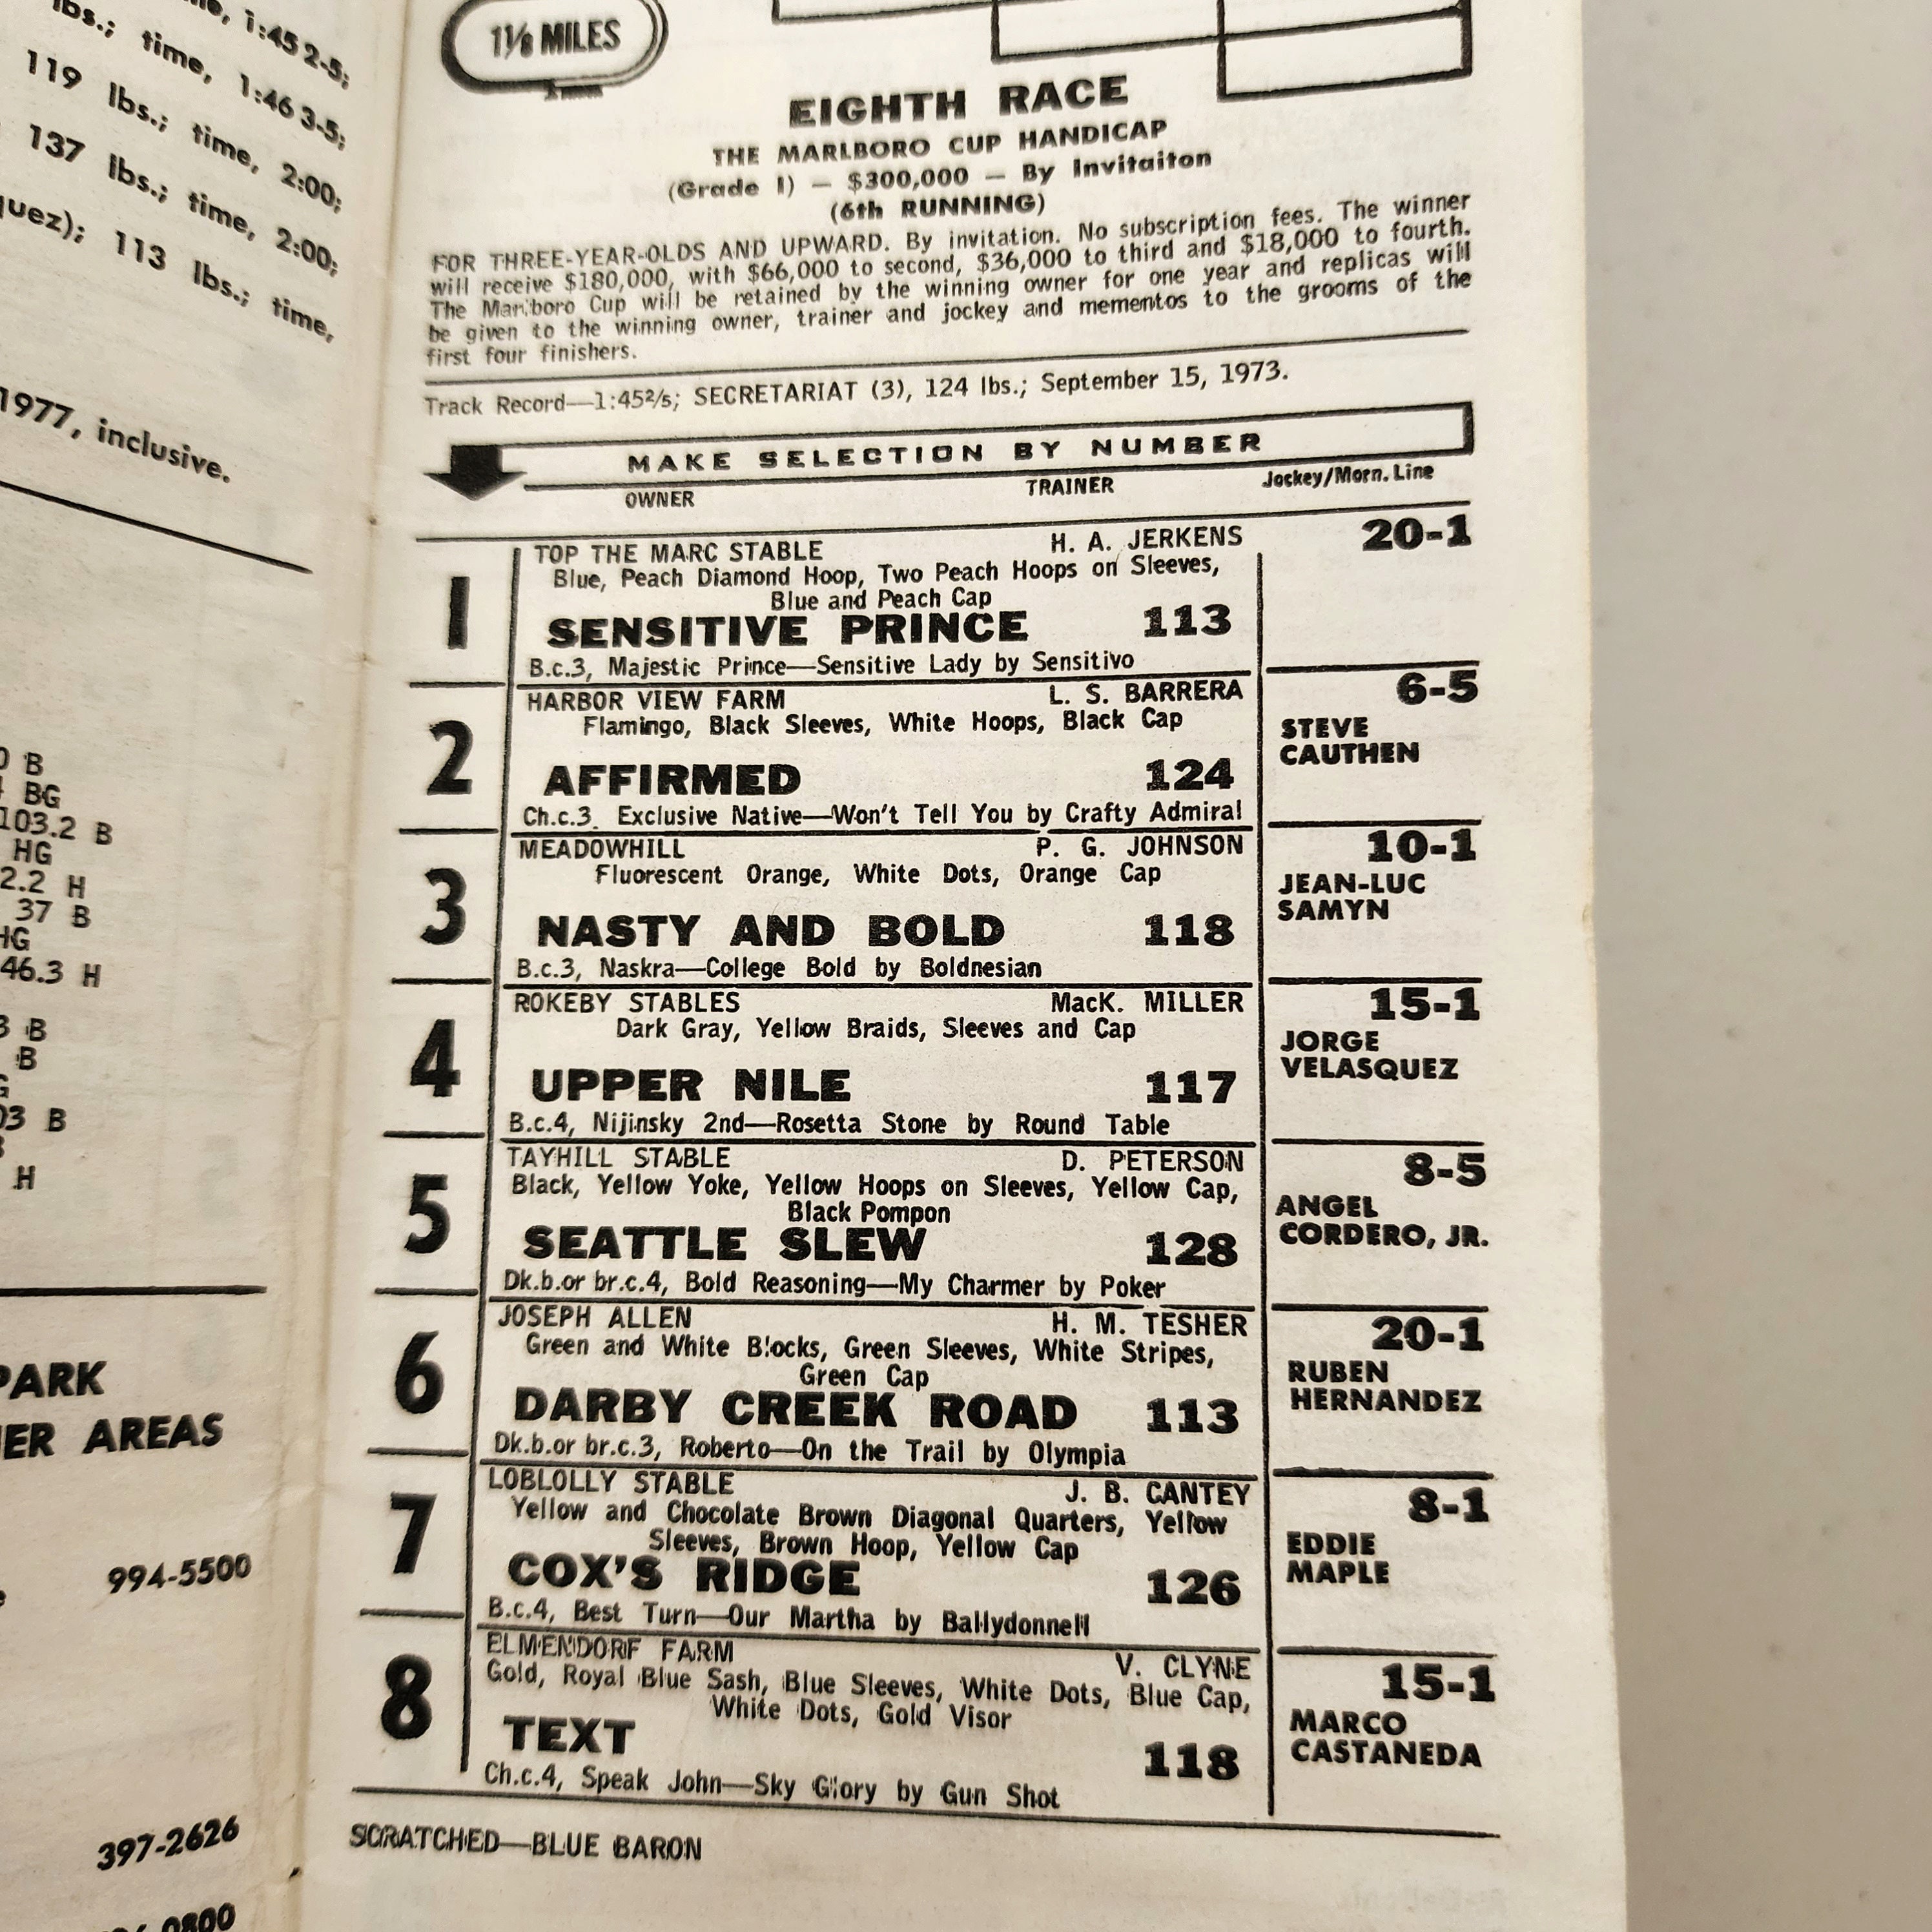 1:45 2-5;
lbs.; time, 1:46 3-5;
119 lbs.; time, 2:00;
137 lbs.; time, 2:00;
113 lbs.; time,
1977, inclusive.
B
BG
103.2 B
HG
2.2 H
37 B
HG
46.3 H
B
B
03 B
H
PARK
AREAS
994-5500
397-2626
0800
1⅛ MILES
EIGHTH RACE
THE MARLBORO CUP HANDICAP
(Grade I) — $300,000 — By Invitaiton
(6th RUNNING)
FOR THREE-YEAR-OLDS AND UPWARD. By invitation. No subscription fees. The winner
will receive $180,000, with $66,000 to second, $36,000 to third and $18,000 to fourth.
The Marlboro Cup will be retained by the winning owner for one year and replicas will
be given to the winning owner, trainer and jockey and mementos to the grooms of the
first four finishers.
Track Record—1:45²/₅; SECRETARIAT (3), 124 lbs.; September 15, 1973.
MAKE SELECTION BY NUMBER
OWNER TRAINER Jockey/Morn. Line
TOP THE MARC STABLE H. A. JERKENS 20-1
Blue, Peach Diamond Hoop, Two Peach Hoops on Sleeves,
Blue and Peach Cap
1 SENSITIVE PRINCE 113
B.c.3, Majestic Prince—Sensitive Lady by Sensitivo
HARBOR VIEW FARM L. S. BARRERA 6-5
Flamingo, Black Sleeves, White Hoops, Black Cap STEVE
CAUTHEN
2 AFFIRMED 124
Ch.c.3. Exclusive Native—Won't Tell You by Crafty Admiral
MEADOWHILL P. G. JOHNSON 10-1
Fluorescent Orange, White Dots, Orange Cap JEAN-LUC
SAMYN
3 NASTY AND BOLD 118
B.c.3, Naskra—College Bold by Boldnesian
ROKEBY STABLES MacK. MILLER 15-1
Dark Gray, Yellow Braids, Sleeves and Cap JORGE
VELASQUEZ
4 UPPER NILE 117
B.c.4, Nijinsky 2nd—Rosetta Stone by Round Table
TAYHILL STABLE D. PETERSON 8-5
Black, Yellow Yoke, Yellow Hoops on Sleeves, Yellow Cap, ANGEL
Black Pompon CORDERO, JR.
5 SEATTLE SLEW 128
Dk.b.or br.c.4, Bold Reasoning—My Charmer by Poker
JOSEPH ALLEN H. M. TESHER 20-1
Green and White Blocks, Green Sleeves, White Stripes, RUBEN
Green Cap HERNANDEZ
6 DARBY CREEK ROAD 113
Dk.b.or br.c.3, Roberto—On the Trail by Olympia
LOBLOLLY STABLE J. B. CANTEY 8-1
Yellow and Chocolate Brown Diagonal Quarters, Yellow EDDIE
Sleeves, Brown Hoop, Yellow Cap MAPLE
7 COX'S RIDGE 126
B.c.4, Best Turn—Our Martha by Ballydonnell
ELMENDORF FARM V. CLYNE 15-1
Gold, Royal Blue Sash, Blue Sleeves, White Dots, Blue Cap, MARCO
White Dots, Gold Visor CASTANEDA
8 TEXT 118
Ch.c.4, Speak John—Sky Glory by Gun Shot
SCRATCHED—BLUE BARON